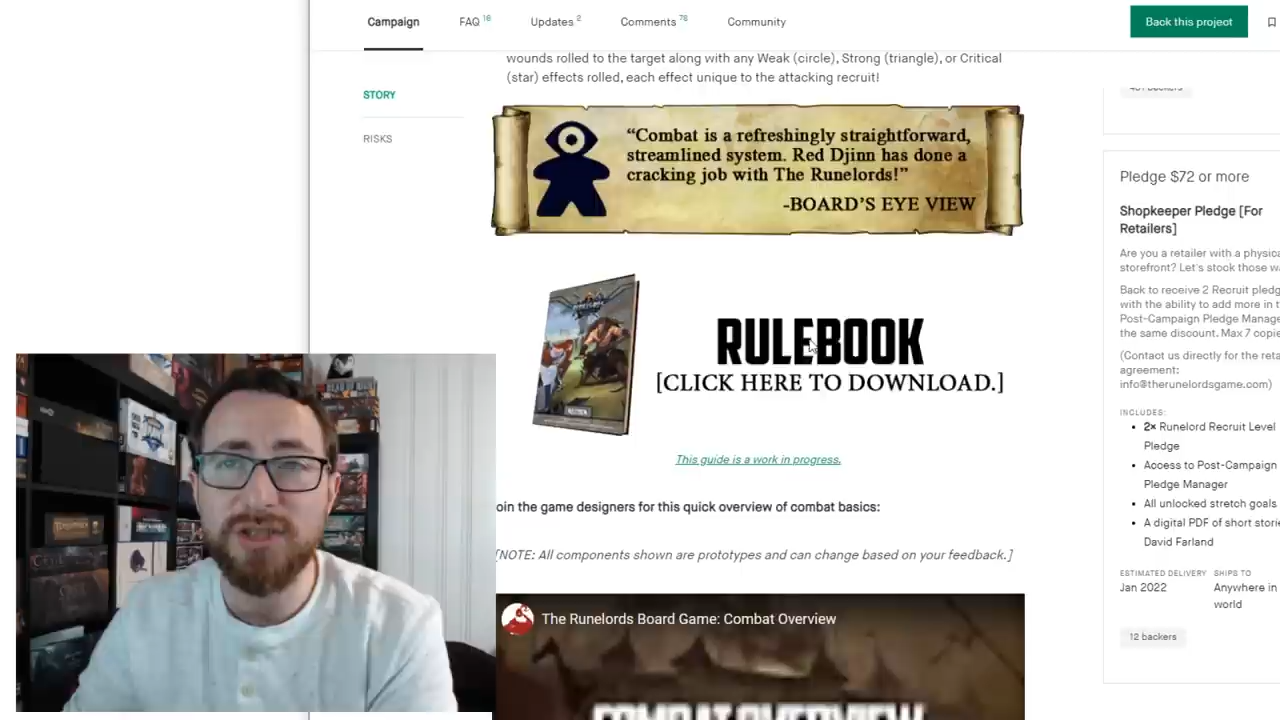 Campaign
FAQ 18
Updates 2
Comments 78
Community
Back this project
STORY
RISKS
wounds rolled to the target along with any Weak (circle), Strong (triangle), or Critical
(star) effects rolled, each effect unique to the attacking recruit!
“Combat is a refreshingly straightforward,
streamlined system. Red Djinn has done a
cracking job with The Runelords!”
-BOARD'S EYE VIEW
RULEBOOK
[CLICK HERE TO DOWNLOAD.]
This guide is a work in progress.
oin the game designers for this quick overview of combat basics:
[NOTE: All components shown are prototypes and can change based on your feedback.]
The Runelords Board Game: Combat Overview
COMBAT OVERVIEW
backers
Pledge $72 or more
Shopkeeper Pledge [For
Retailers]
Are you a retailer with a physica
storefront? Let's stock those wa
Back to receive 2 Recruit pledg
with the ability to add more in t
Post-Campaign Pledge Manage
the same discount. Max 7 copie
(Contact us directly for the reta
agreement:
info@therunelordsgame.com)
INCLUDES:
2× Runelord Recruit Level
Pledge
Access to Post-Campaign
Pledge Manager
All unlocked stretch goals
A digital PDF of short storie
David Farland
ESTIMATED DELIVERY
Jan 2022
SHIPS TO
Anywhere in
world
12 backers